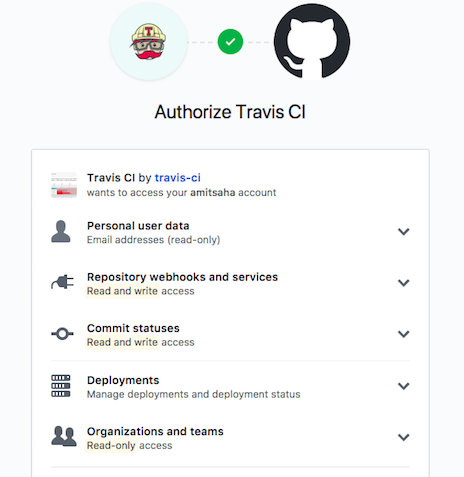 Authorize Travis CI
Travis CI by travis-ci
wants to access your amitsaha account
Personal user data
Email addresses (read-only)
Repository webhooks and services
Read and write access
Commit statuses
Read and write access
Deployments
Manage deployments and deployment status
Organizations and teams
Read-only access